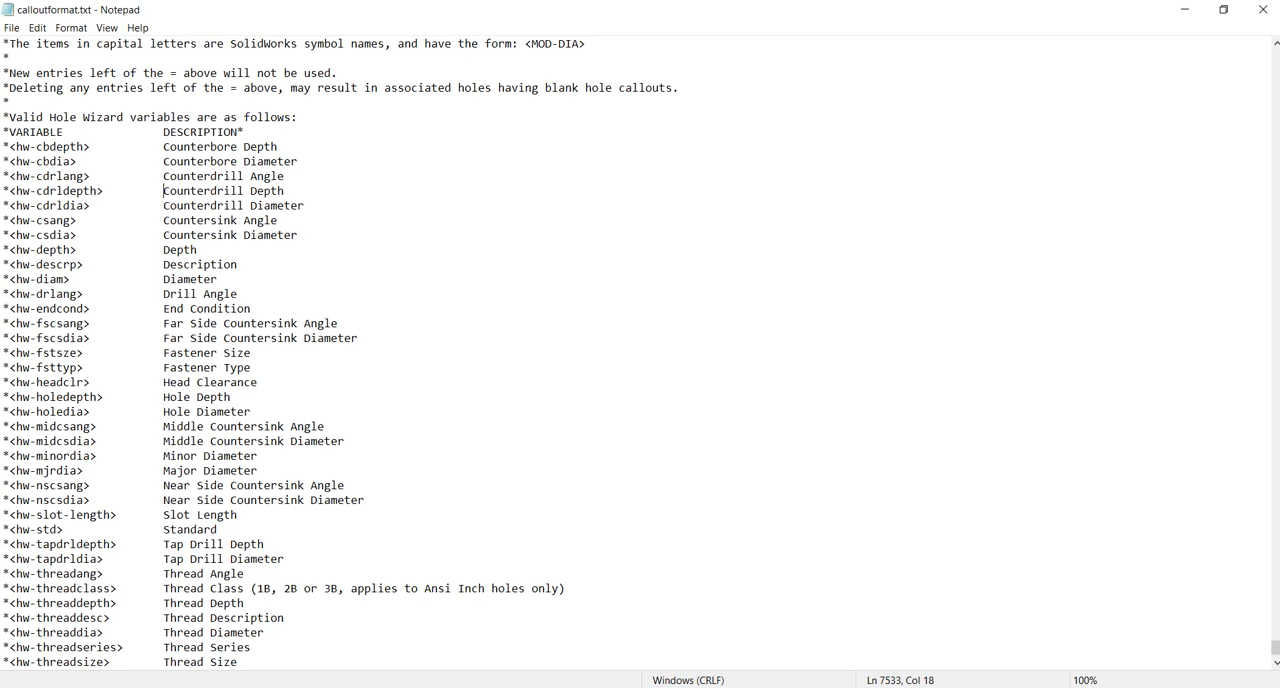 calloutformat.txt - Notepad
File Edit Format View Help
*The items in capital letters are SolidWorks symbol names, and have the form: <MOD-DIA>
*
*New entries left of the = above will not be used.
*Deleting any entries left of the = above, may result in associated holes having blank hole callouts.
*
*Valid Hole Wizard variables are as follows:
*VARIABLE DESCRIPTION*
*<hw-cbdepth> Counterbore Depth
*<hw-cbdia> Counterbore Diameter
*<hw-cdrlang> Counterdrill Angle
*<hw-cdrldepth> Counterdrill Depth
*<hw-cdrldia> Counterdrill Diameter
*<hw-csang> Countersink Angle
*<hw-csdia> Countersink Diameter
*<hw-depth> Depth
*<hw-descrp> Description
*<hw-diam> Diameter
*<hw-drlang> Drill Angle
*<hw-endcond> End Condition
*<hw-fscsang> Far Side Countersink Angle
*<hw-fscsdia> Far Side Countersink Diameter
*<hw-fstsze> Fastener Size
*<hw-fsttyp> Fastener Type
*<hw-headclr> Head Clearance
*<hw-holedepth> Hole Depth
*<hw-holedia> Hole Diameter
*<hw-midcsang> Middle Countersink Angle
*<hw-midcsdia> Middle Countersink Diameter
*<hw-minordia> Minor Diameter
*<hw-mjrdia> Major Diameter
*<hw-nscsang> Near Side Countersink Angle
*<hw-nscsdia> Near Side Countersink Diameter
*<hw-slot-length> Slot Length
*<hw-std> Standard
*<hw-tapdrldepth> Tap Drill Depth
*<hw-tapdrldia> Tap Drill Diameter
*<hw-threadang> Thread Angle
*<hw-threadclass> Thread Class (1B, 2B or 3B, applies to Ansi Inch holes only)
*<hw-threaddepth> Thread Depth
*<hw-threaddesc> Thread Description
*<hw-threaddia> Thread Diameter
*<hw-threadseries> Thread Series
*<hw-threadsize> Thread Size
Windows (CRLF) Ln 7533, Col 18 100%